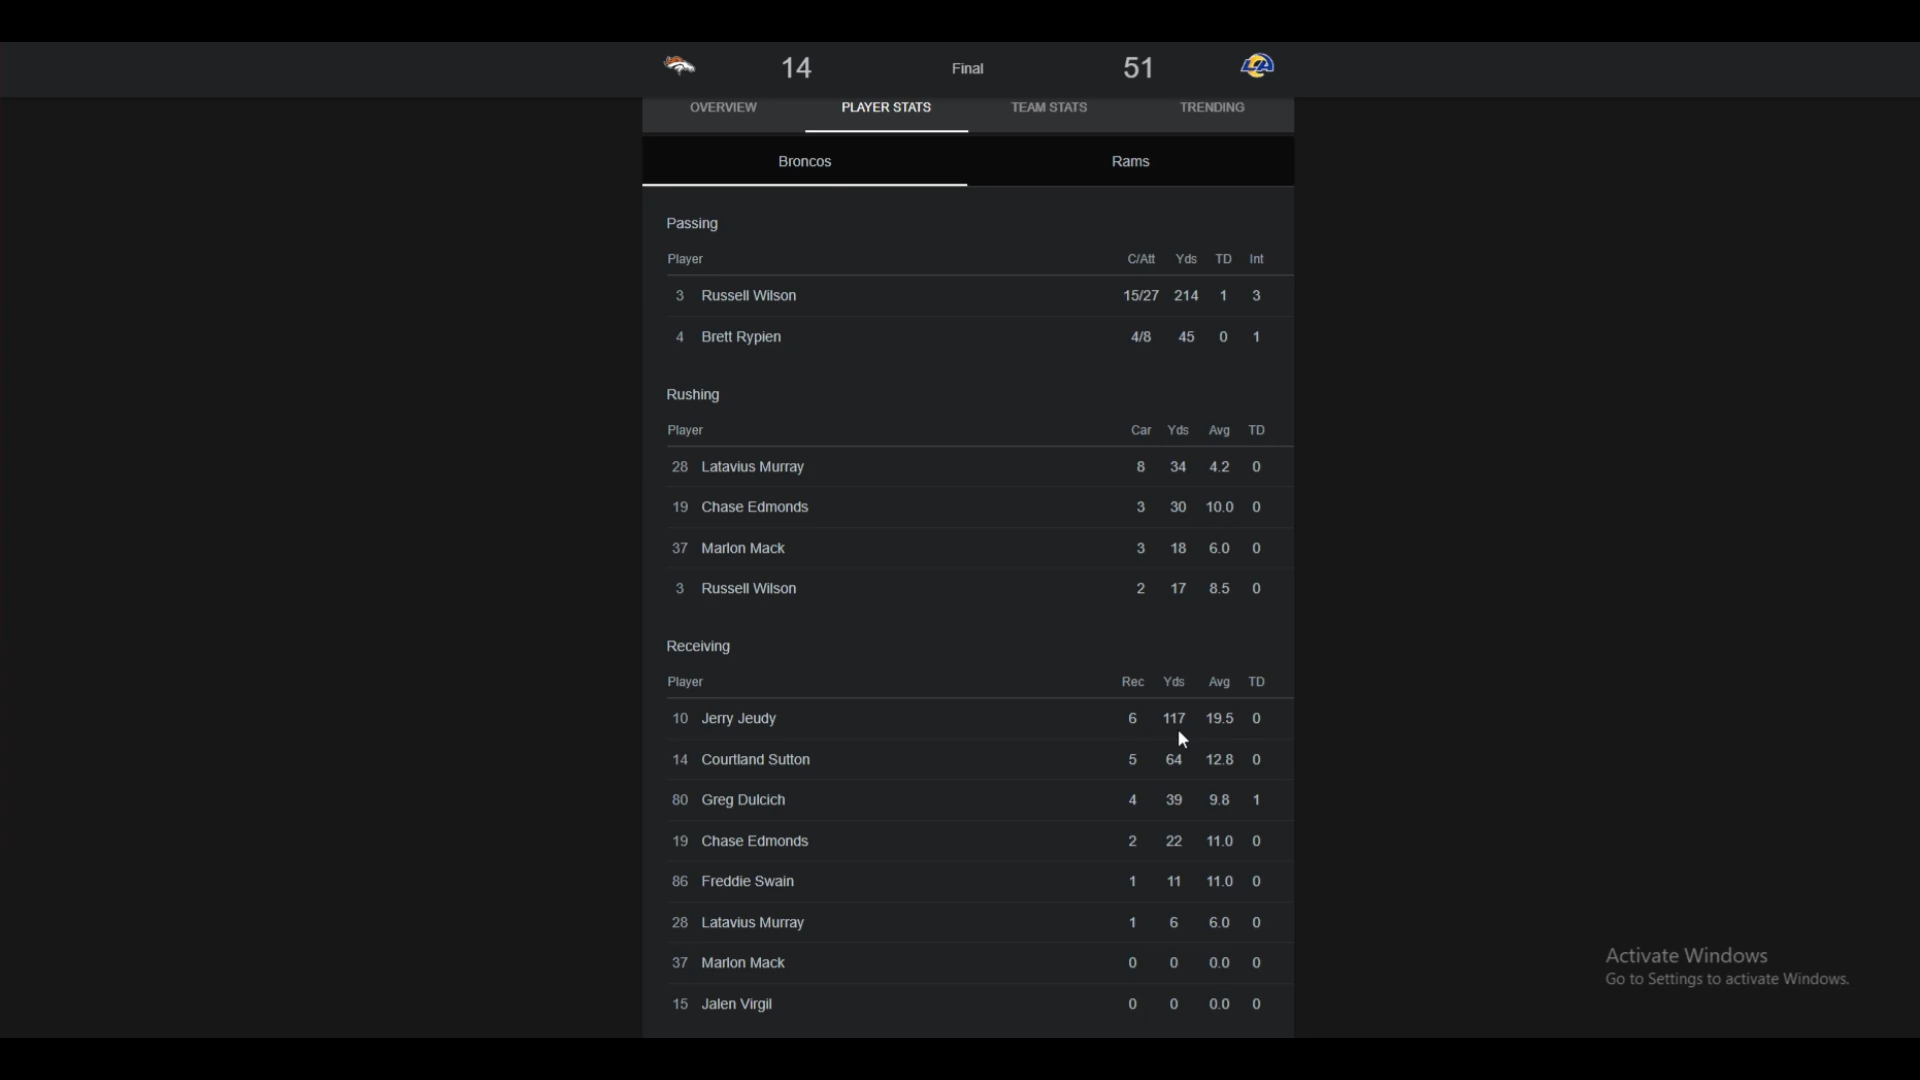 14 Final 51 LA
OVERVIEW PLAYER STATS TEAM STATS TRENDING
Broncos Rams
Passing
Player C/Att Yds TD Int
3 Russell Wilson 15/27 214 1 3
4 Brett Rypien 4/8 45 0 1
Rushing
Player Car Yds Avg TD
28 Latavius Murray 8 34 4.2 0
19 Chase Edmonds 3 30 10.0 0
37 Marlon Mack 3 18 6.0 0
3 Russell Wilson 2 17 8.5 0
Receiving
Player Rec Yds Avg TD
10 Jerry Jeudy 6 117 19.5 0
14 Courtland Sutton 5 64 12.8 0
80 Greg Dulcich 4 39 9.8 1
19 Chase Edmonds 2 22 11.0 0
86 Freddie Swain 1 11 11.0 0
28 Latavius Murray 1 6 6.0 0
37 Marlon Mack 0 0 0.0 0
15 Jalen Virgil 0 0 0.0 0
Activate Windows
Go to Settings to activate Windows.